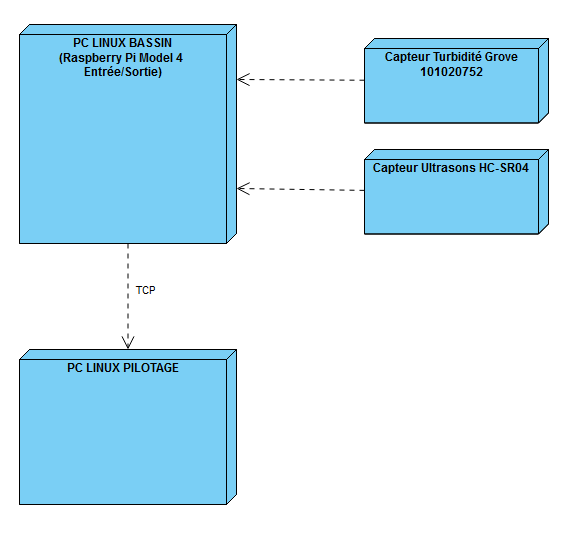 PC LINUX BASSIN
(Raspberry Pi Model 4
Entrée/Sortie)
Capteur Turbidité Grove
101020752
Capteur Ultrasons HC-SR04
TCP
PC LINUX PILOTAGE